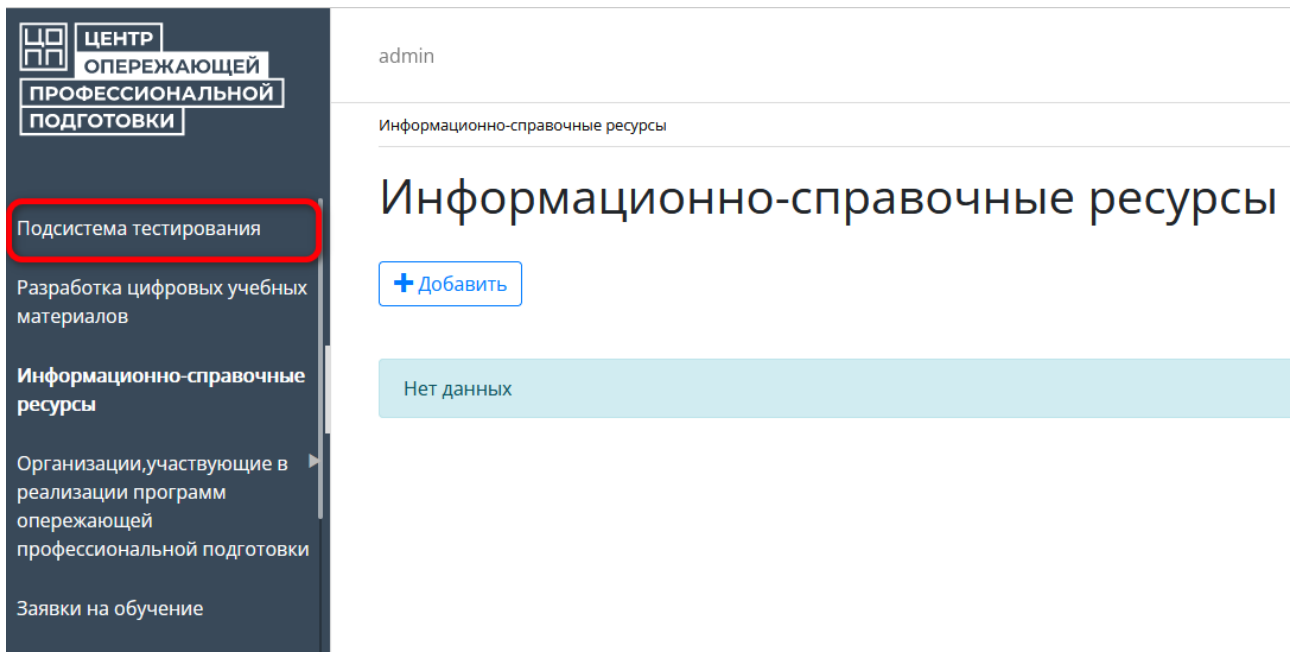 ЦОПП
ЦЕНТР
ОПЕРЕЖАЮЩЕЙ
ПРОФЕССИОНАЛЬНОЙ
ПОДГОТОВКИ
Подсистема тестирования
Разработка цифровых учебных
материалов
Информационно-справочные
ресурсы
Организации,участвующие в
реализации программ
опережающей
профессиональной подготовки
Заявки на обучение
admin
Информационно-справочные ресурсы
Информационно-справочные ресурсы
Добавить
Нет данных